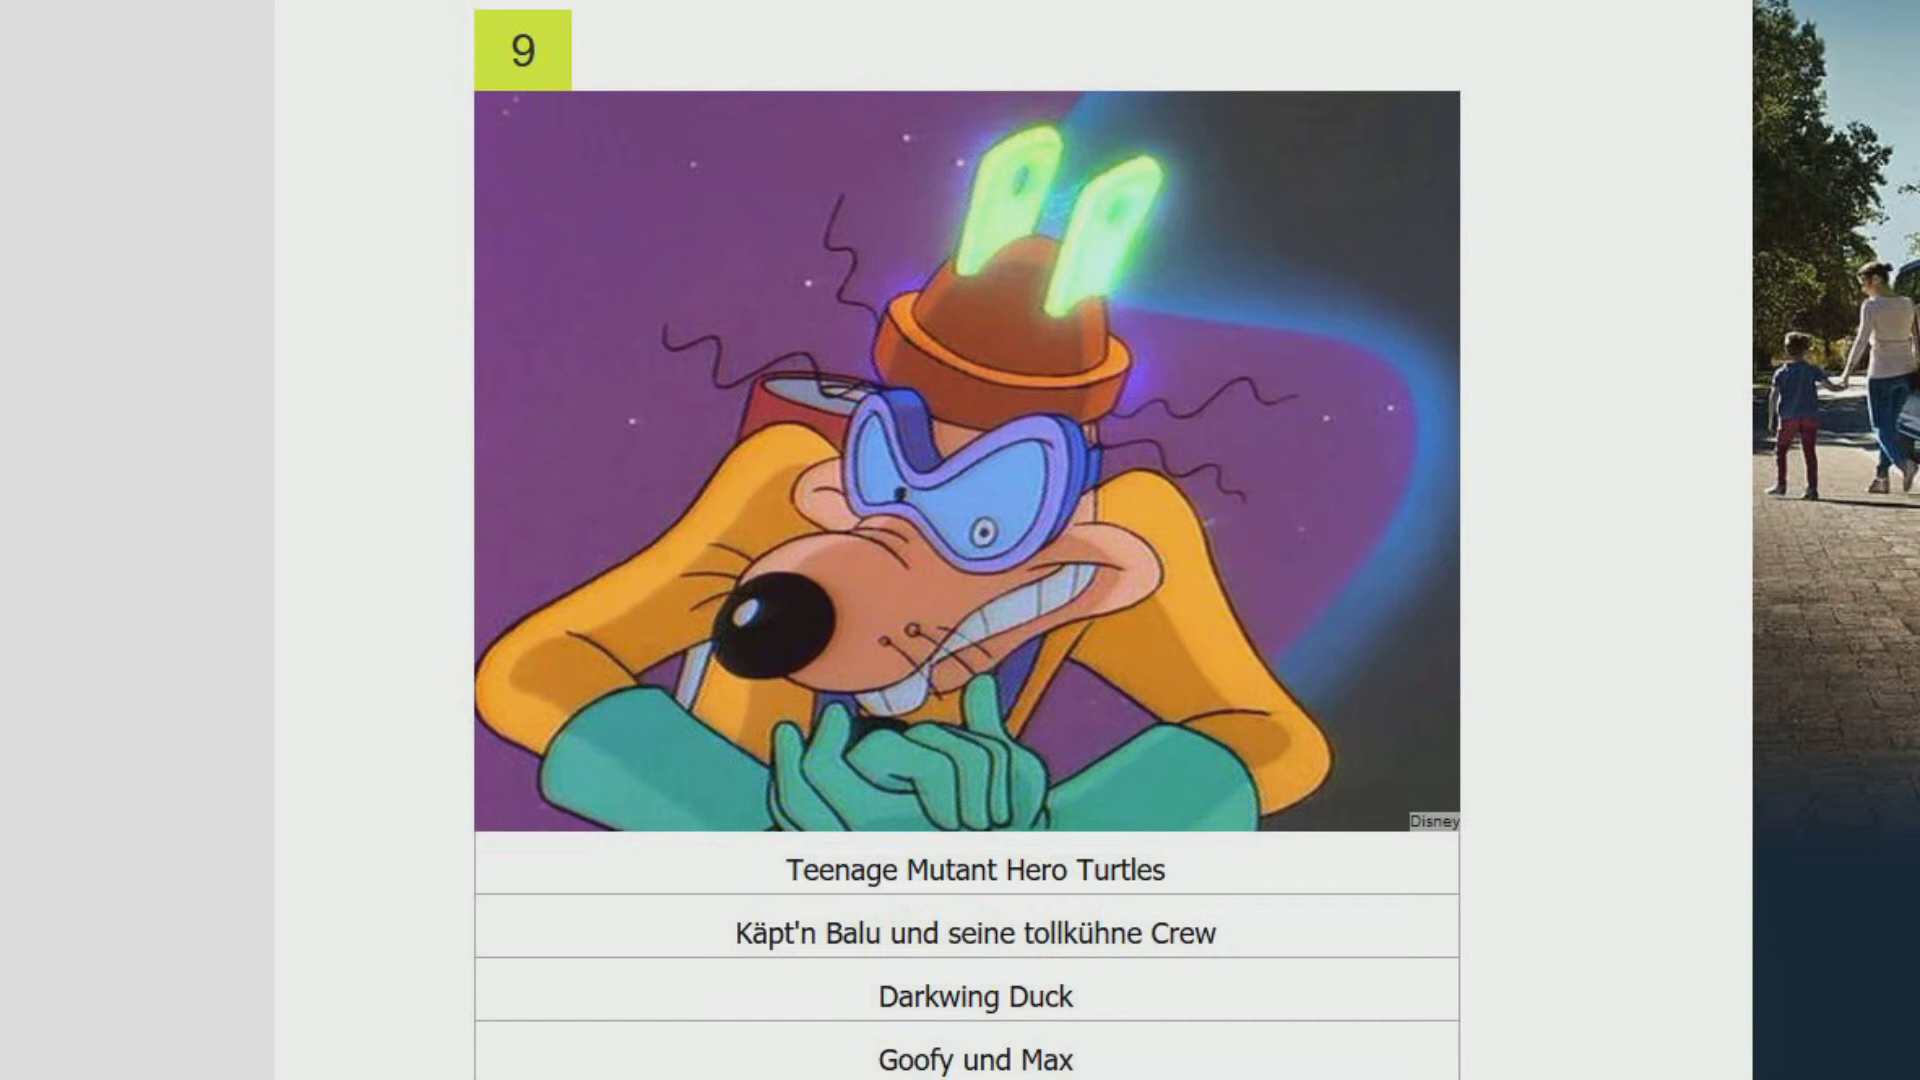 9
Disney
Teenage Mutant Hero Turtles
Käpt'n Balu und seine tollkühne Crew
Darkwing Duck
Goofy und Max